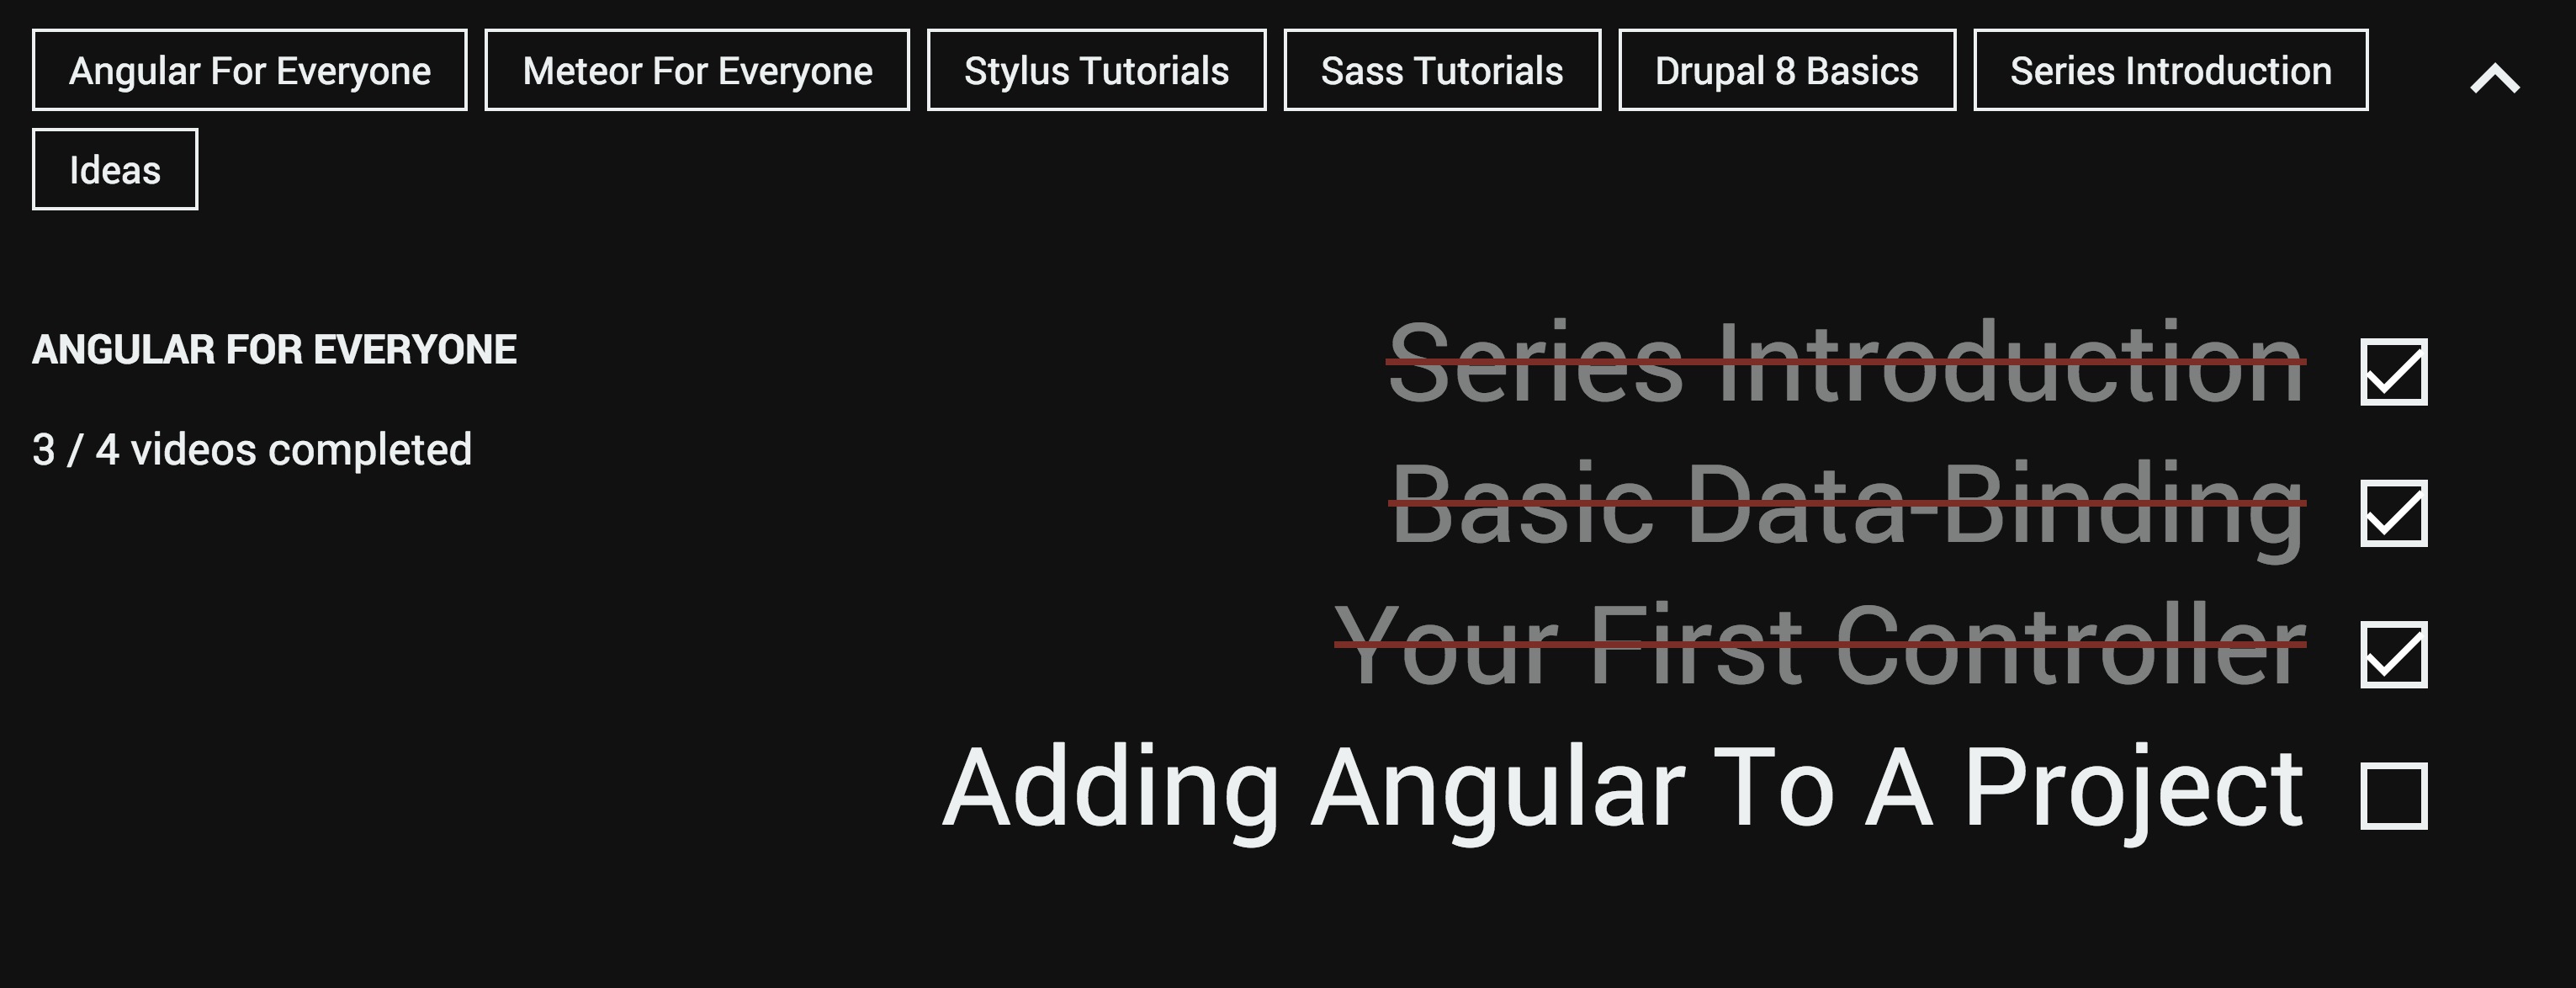 Angular For Everyone Meteor For Everyone Stylus Tutorials Sass Tutorials Drupal 8 Basics Series Introduction
Ideas
ANGULAR FOR EVERYONE
3 / 4 videos completed
Series Introduction
Basic Data-Binding
Your First Controller
Adding Angular To A Project